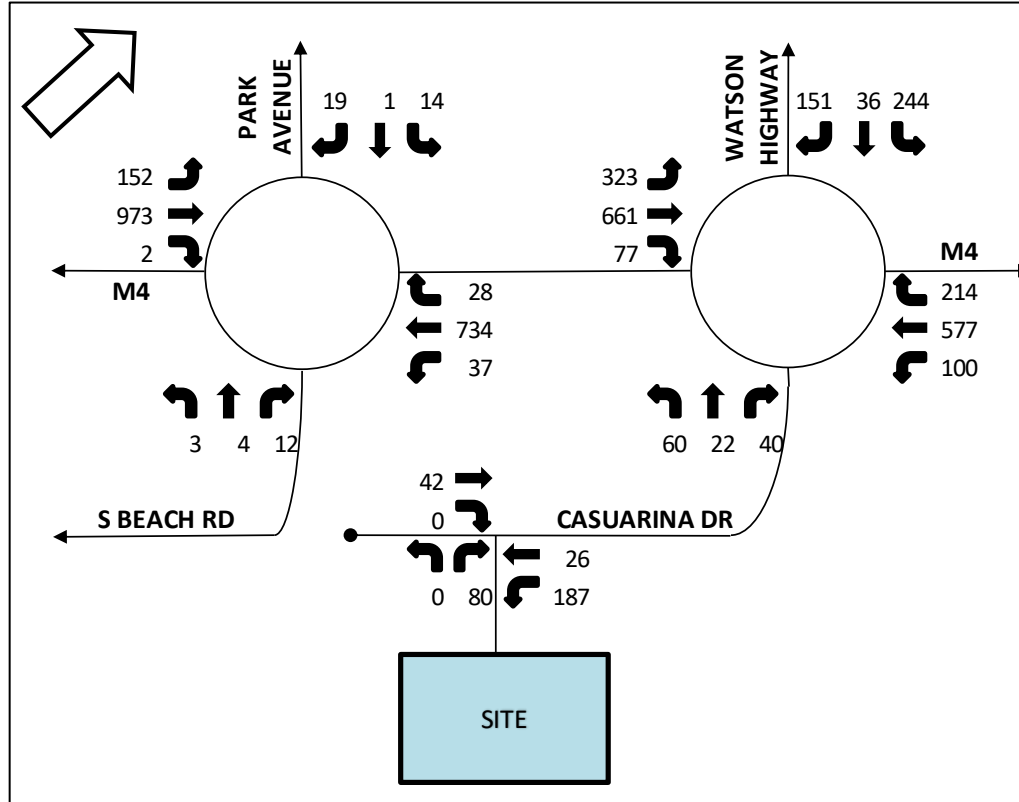 PARK
AVENUE
19 1 14
WATSON
HIGHWAY
151 36 244
152
973
2
M4
323
661
77
M4
28
734
37
214
577
100
3 4 12
60 22 40
S BEACH RD
42
0
CASUARINA DR
26
0 80 187
SITE